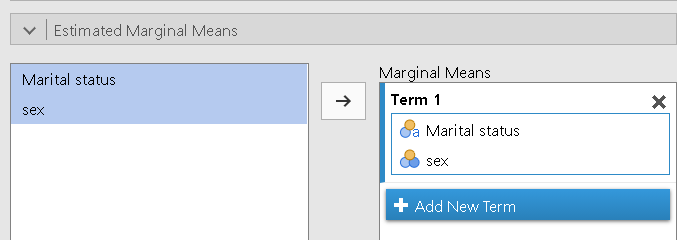 Estimated Marginal Means
Marital status
sex
Marginal Means
Term 1
a Marital status
sex
Add New Term